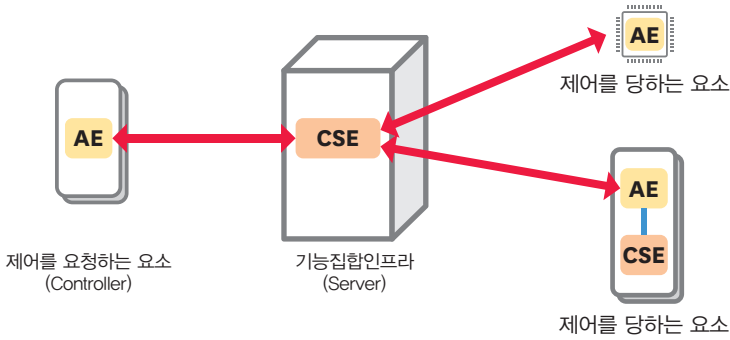 AE
제어를 요청하는 요소
(Controller)
CSE
기능집합인프라
(Server)
AE
제어를 당하는 요소
AE
CSE
제어를 당하는 요소